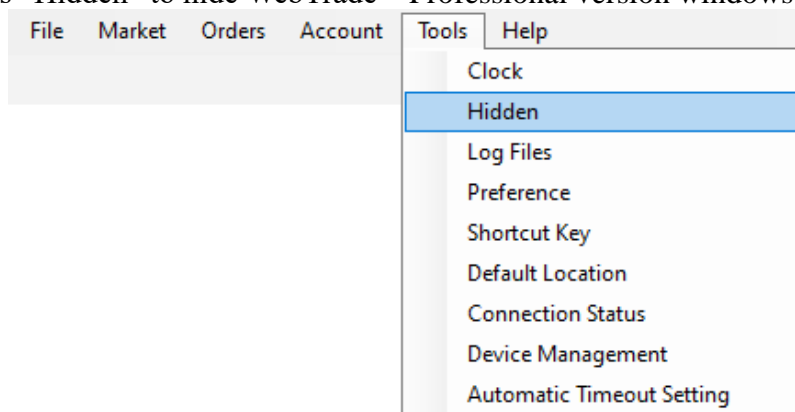 "Hidden" to hide WebTrade Professional version windows
File Market Orders Account Tools Help
Clock
Hidden
Log Files
Preference
Shortcut Key
Default Location
Connection Status
Device Management
Automatic Timeout Setting